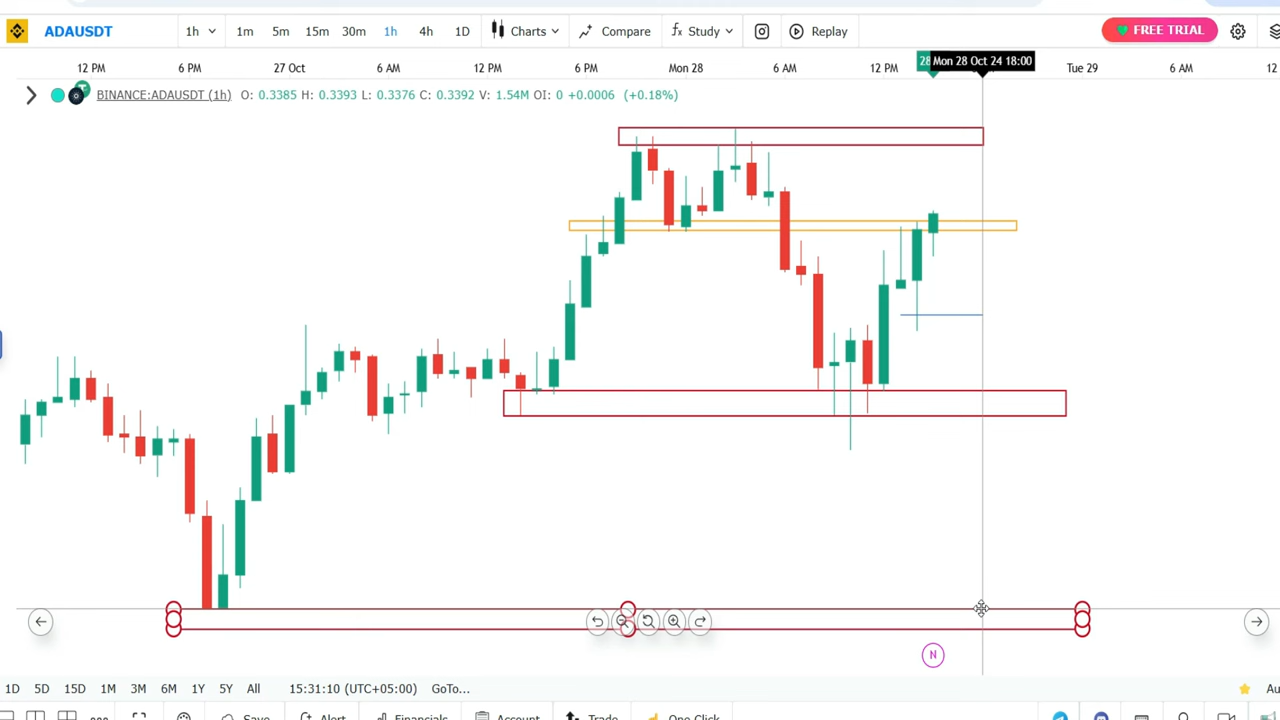 ADAUSDT 1h 1m 5m 15m 30m 1h 4h 1D Charts Compare fx Study Replay FREE TRIAL
12 PM 6 PM 27 Oct 6 AM 12 PM 6 PM Mon 28 6 AM 12 PM 28 Mon 28 Oct 24 18:00 Tue 29 6 AM 12
BINANCE:ADAUSDT (1h) O: 0.3385 H: 0.3393 L: 0.3376 C: 0.3392 V: 1.54M OI: 0 +0.0006 (+0.18%)
N
1D 5D 15D 1M 3M 6M 1Y 5Y All 15:31:10 (UTC+05:00) GoTo... Au
Save Alert Financials Account Trade One Click